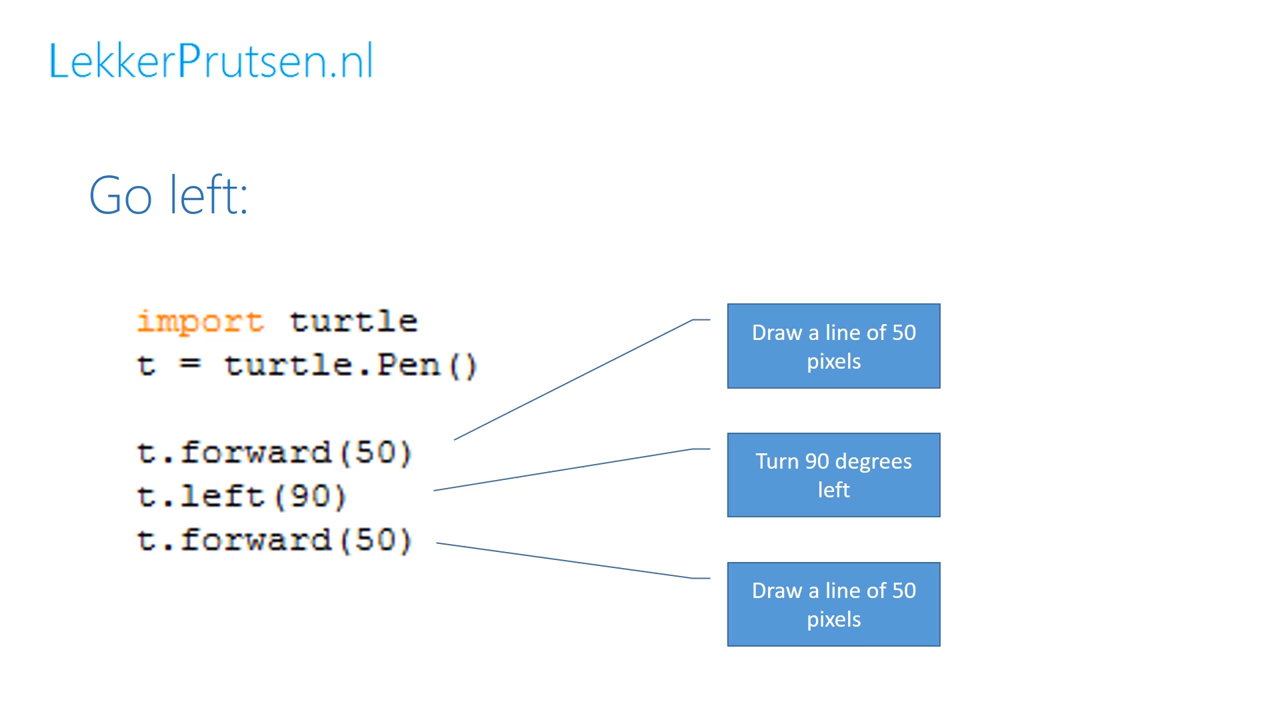 LekkerPrutsen.nl
Go left:
import turtle
t = turtle.Pen()
t.forward(50)
t.left(90)
t.forward(50)
Draw a line of 50
pixels
Turn 90 degrees
left
Draw a line of 50
pixels